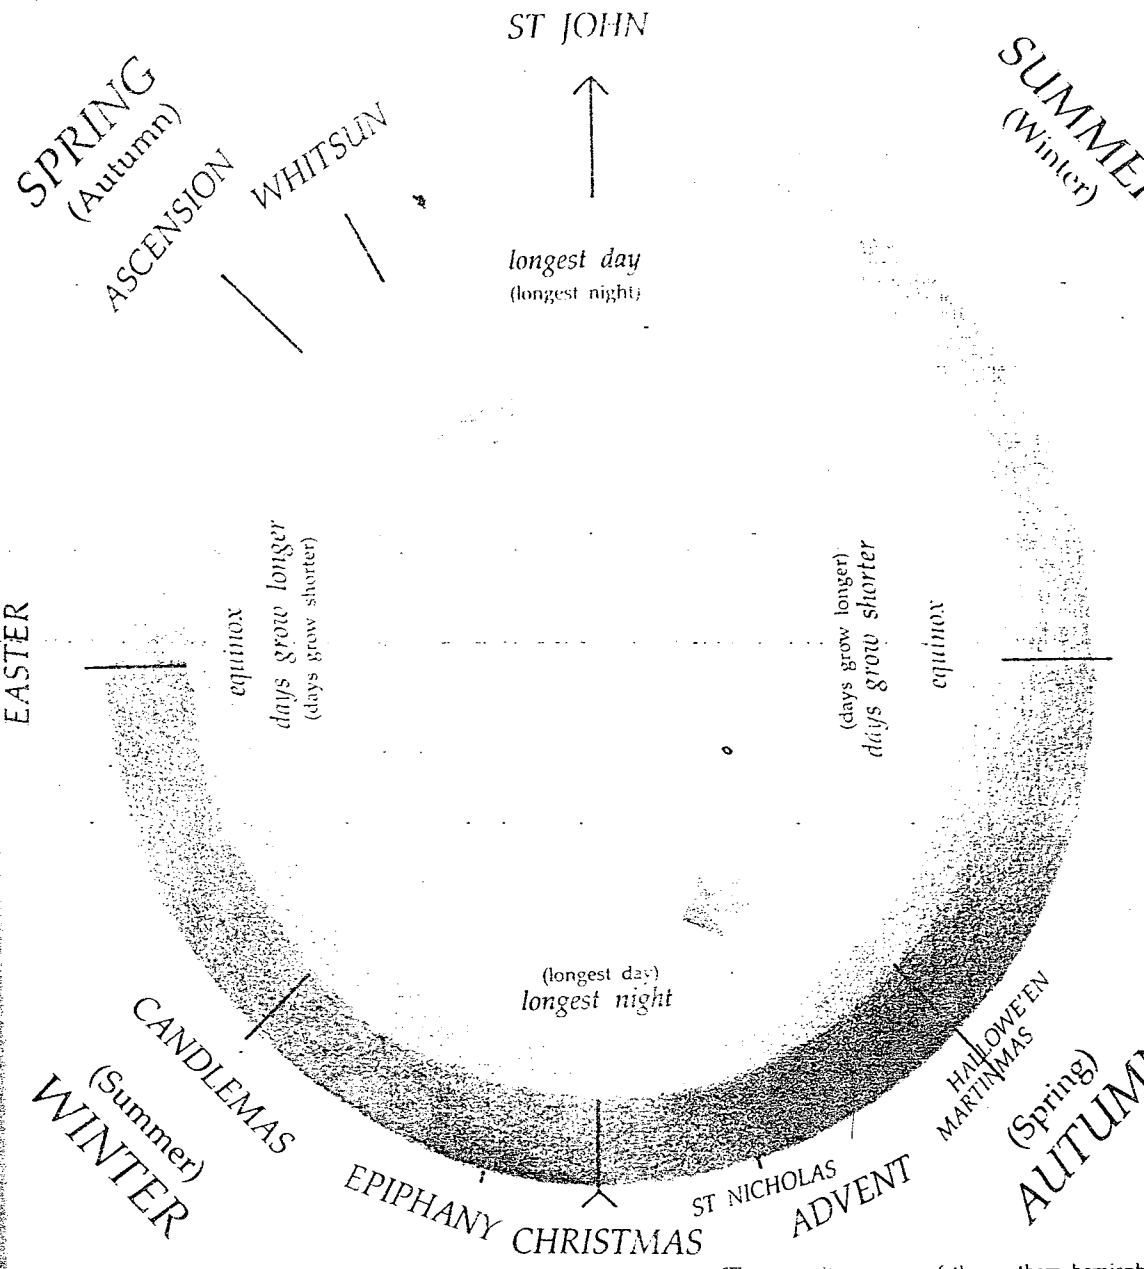 ST JOHN
SPRING
(Autumn)
ASCENSION
WHITSUN
SUMMER
(Winter)
longest day
(longest night)
EASTER
equinox
days grow longer
(days grow shorter)
(days grow longer)
days grow shorter
equinox
(longest day)
longest night
CANDLEMAS
(Summer)
WINTER
EPIPHANY
CHRISTMAS
ST NICHOLAS
ADVENT
HALLOWE'EN
MARTINMAS
(Spring)
AUTUMN